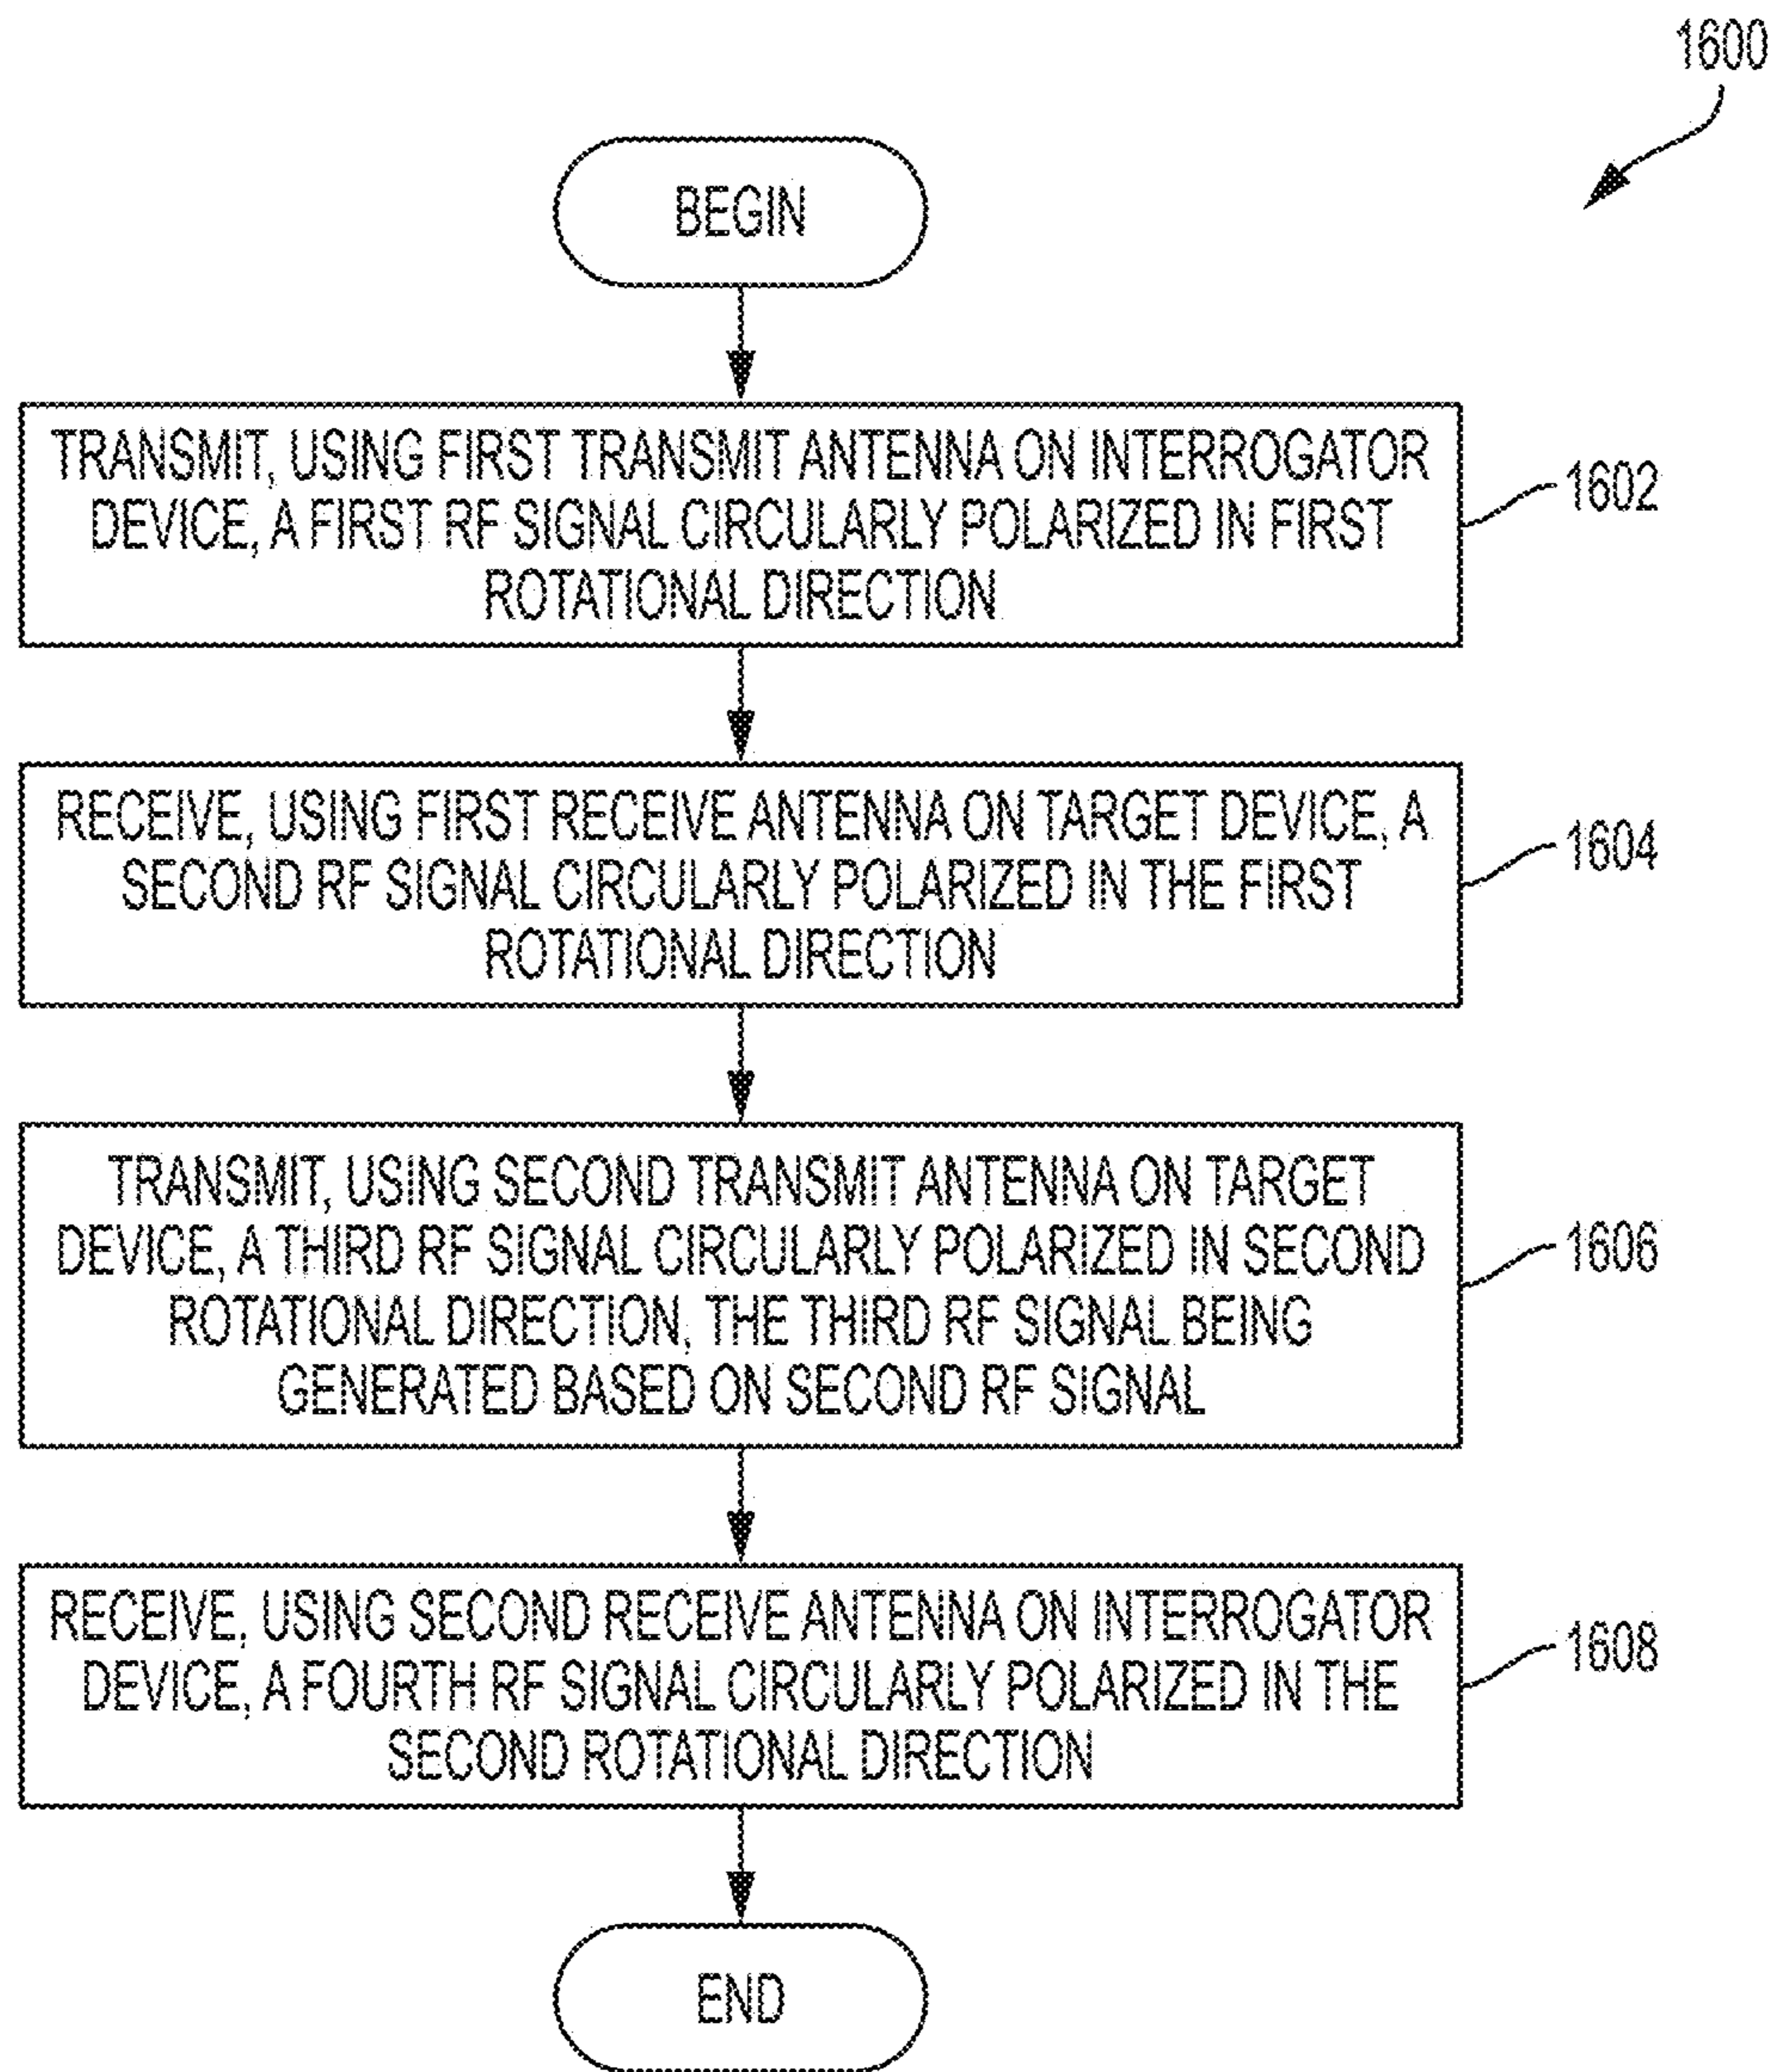 1600
BEGIN
TRANSMIT, USING FIRST TRANSMIT ANTENNA ON INTERROGATOR
DEVICE, A FIRST RF SIGNAL CIRCULARLY POLARIZED IN FIRST
ROTATIONAL DIRECTION
1602
RECEIVE, USING FIRST RECEIVE ANTENNA ON TARGET DEVICE, A
SECOND RF SIGNAL CIRCULARLY POLARIZED IN THE FIRST
ROTATIONAL DIRECTION
1604
TRANSMIT, USING SECOND TRANSMIT ANTENNA ON TARGET
DEVICE, A THIRD RF SIGNAL CIRCULARLY POLARIZED IN SECOND
ROTATIONAL DIRECTION, THE THIRD RF SIGNAL BEING
GENERATED BASED ON SECOND RF SIGNAL
1606
RECEIVE, USING SECOND RECEIVE ANTENNA ON INTERROGATOR
DEVICE, A FOURTH RF SIGNAL CIRCULARLY POLARIZED IN THE
SECOND ROTATIONAL DIRECTION
1608
END